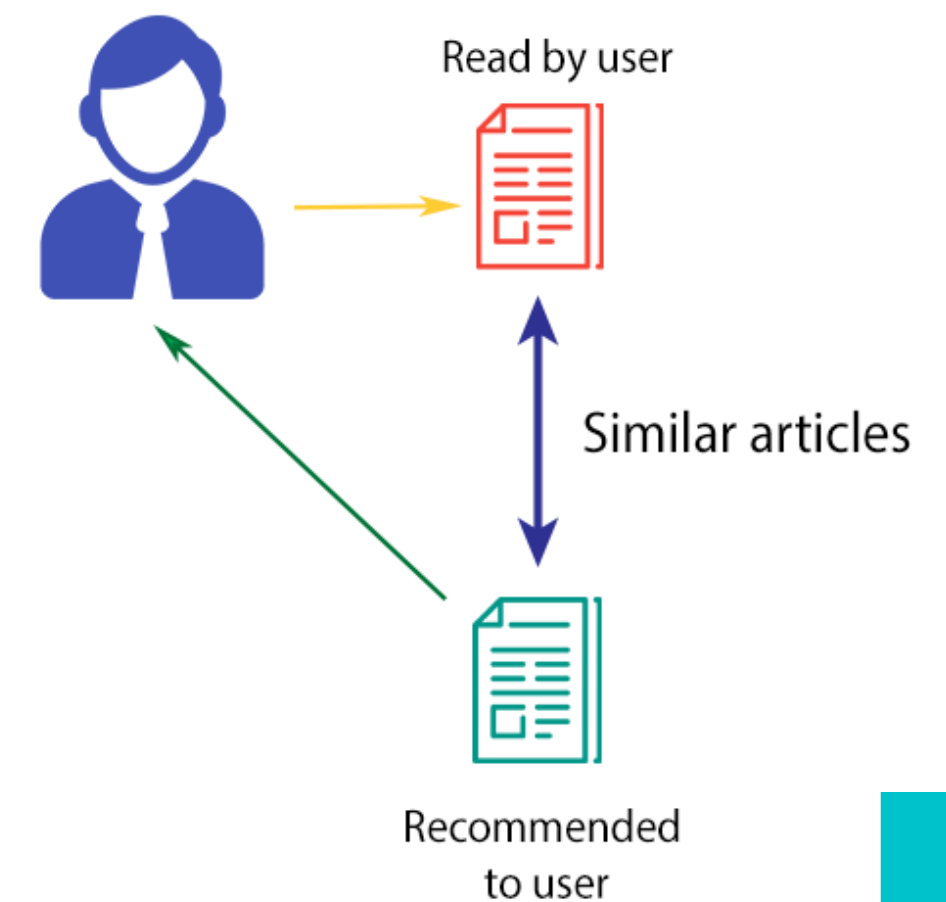 Read by user
Similar articles
Recommended
to user